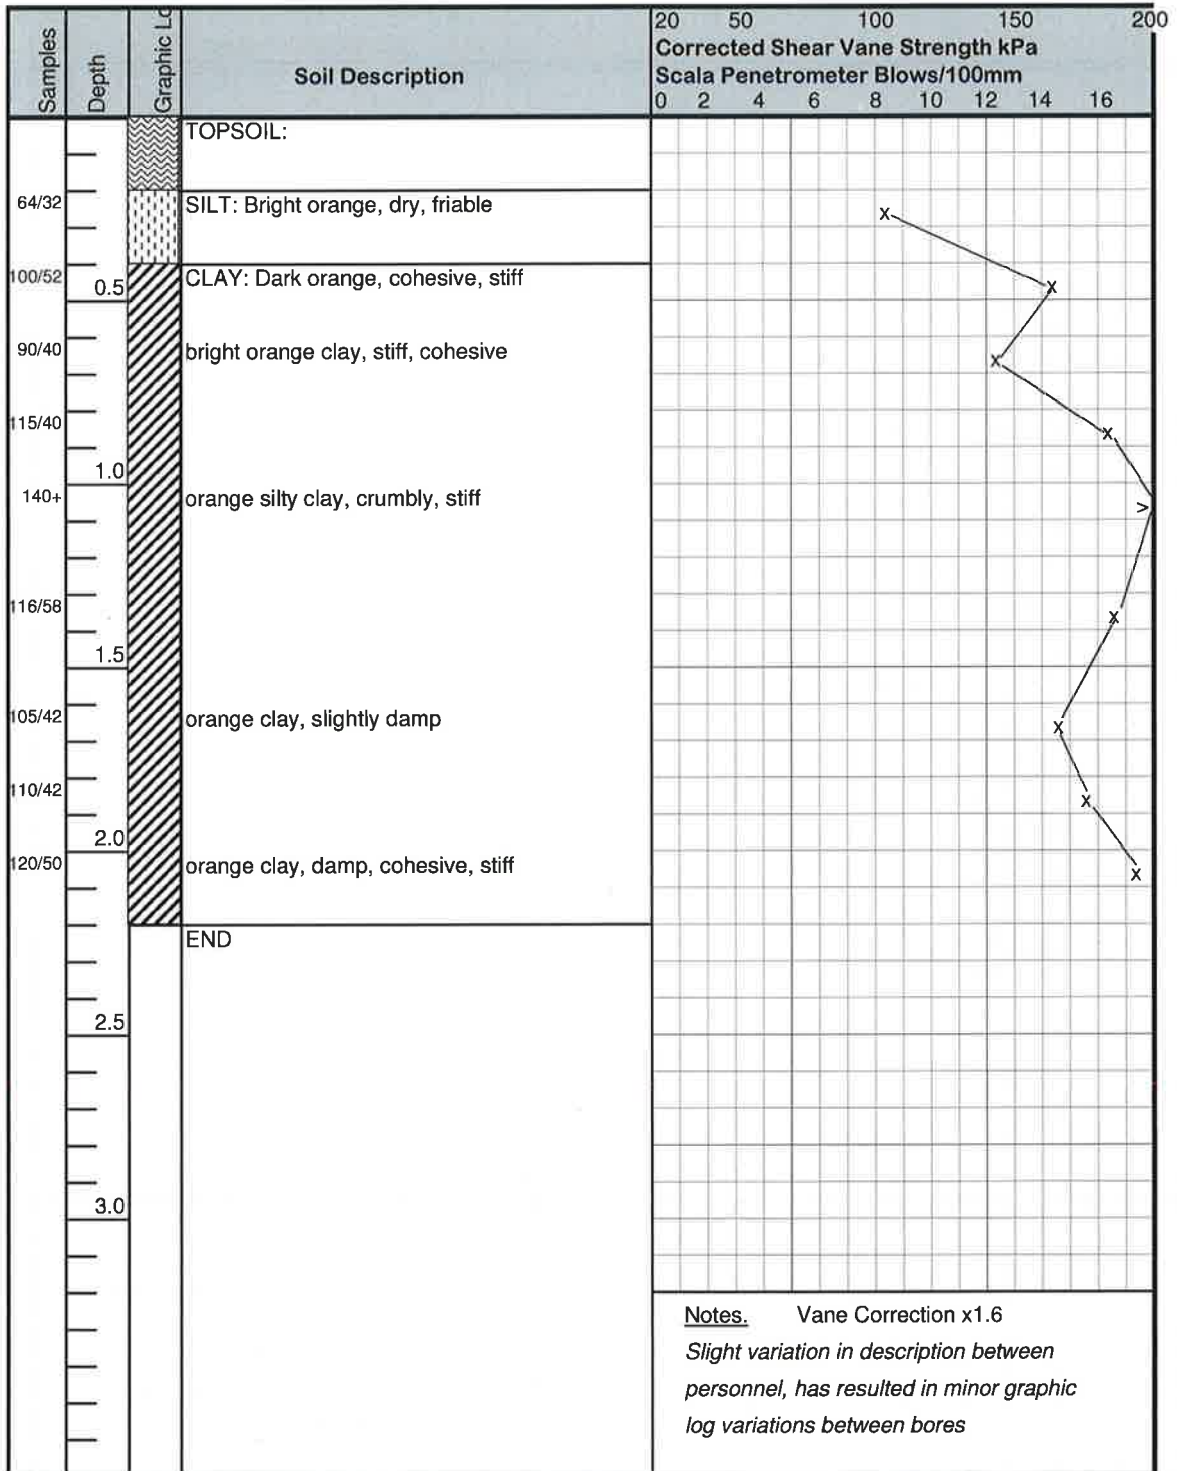 Samples
Depth
Graphic Lo
Soil Description
20 50 100 150 200
Corrected Shear Vane Strength kPa
Scala Penetrometer Blows/100mm
0 2 4 6 8 10 12 14 16
TOPSOIL:
64/32 SILT: Bright orange, dry, friable
x
100/52 0.5 CLAY: Dark orange, cohesive, stiff
x
90/40 bright orange clay, stiff, cohesive
x
115/40
x
1.0
140+ orange silty clay, crumbly, stiff
>
116/58
x
1.5
105/42 orange clay, slightly damp
x
110/42
x
2.0
120/50 orange clay, damp, cohesive, stiff
x
END
2.5
3.0
Notes. Vane Correction x1.6
Slight variation in description between
personnel, has resulted in minor graphic
log variations between bores